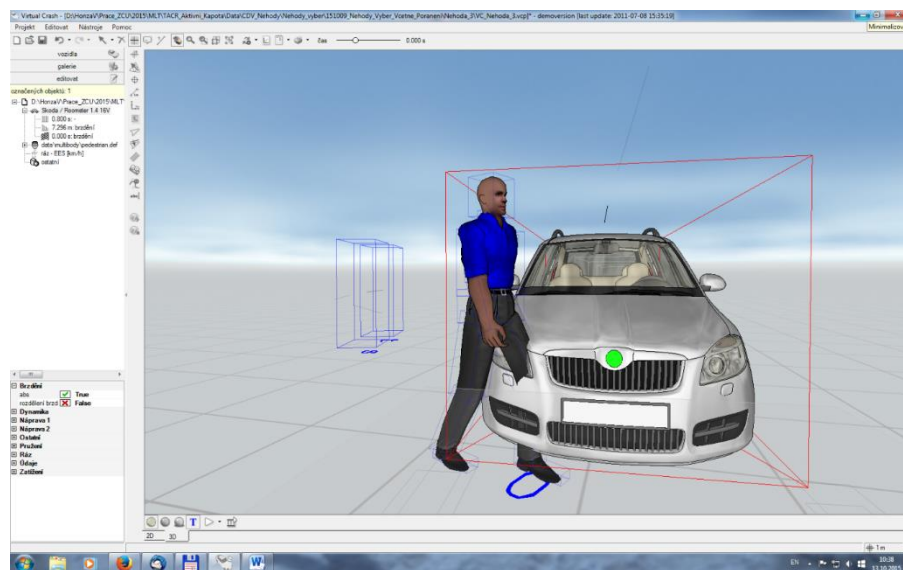 Virtual Crash - [D:\HonzaV\Prace_ZCU\2015\MLT\TACR_Aktivni_Kapota\Data\CDV_Nehody\Nehody_vyber\151009_Nehody_Vyber_Vcetne_Poraneni\Nehoda_3\VC_Nehoda_3.vcp]* - demoversion (last update: 2011-07-08 15:35:19)
Projekt Editovat Nástroje Pomoc
Minimalizo
0.000 s
vozidla
galerie
editovat
označených objektů: 1
D:\HonzaV\Prace_ZCU\2015\MLT
Skoda / Roomster 1.4 16V
0.000 s: -
7.296 m: brzdění
0.000 s: brzdění
data\multibody\pedestrian.def
ráz - EES [km/h]
ostatní
Brzdění
abs True
rozdělení brzd False
Dynamika
Náprava 1
Náprava 2
Ostatní
Pružení
Ráz
Údaje
Zatížení
T
2D 3D
1 m
EN
10:38
13.10.2015